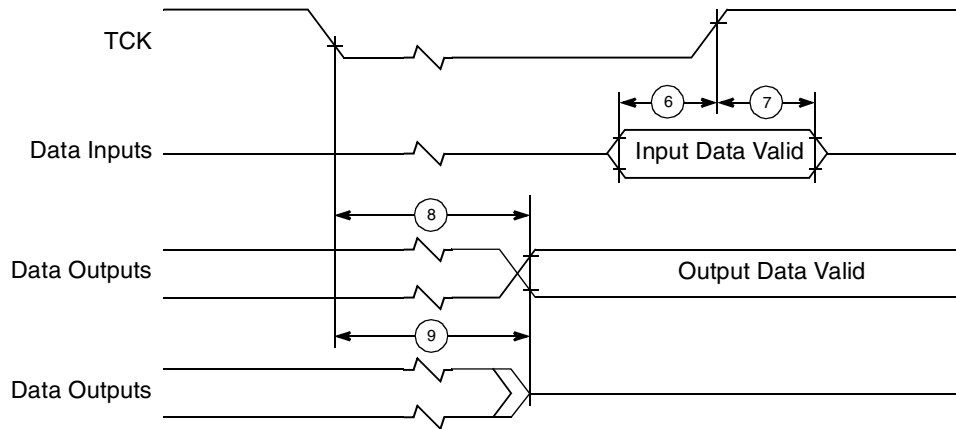 TCK
6
7
Data Inputs
Input Data Valid
8
Data Outputs
Output Data Valid
9
Data Outputs